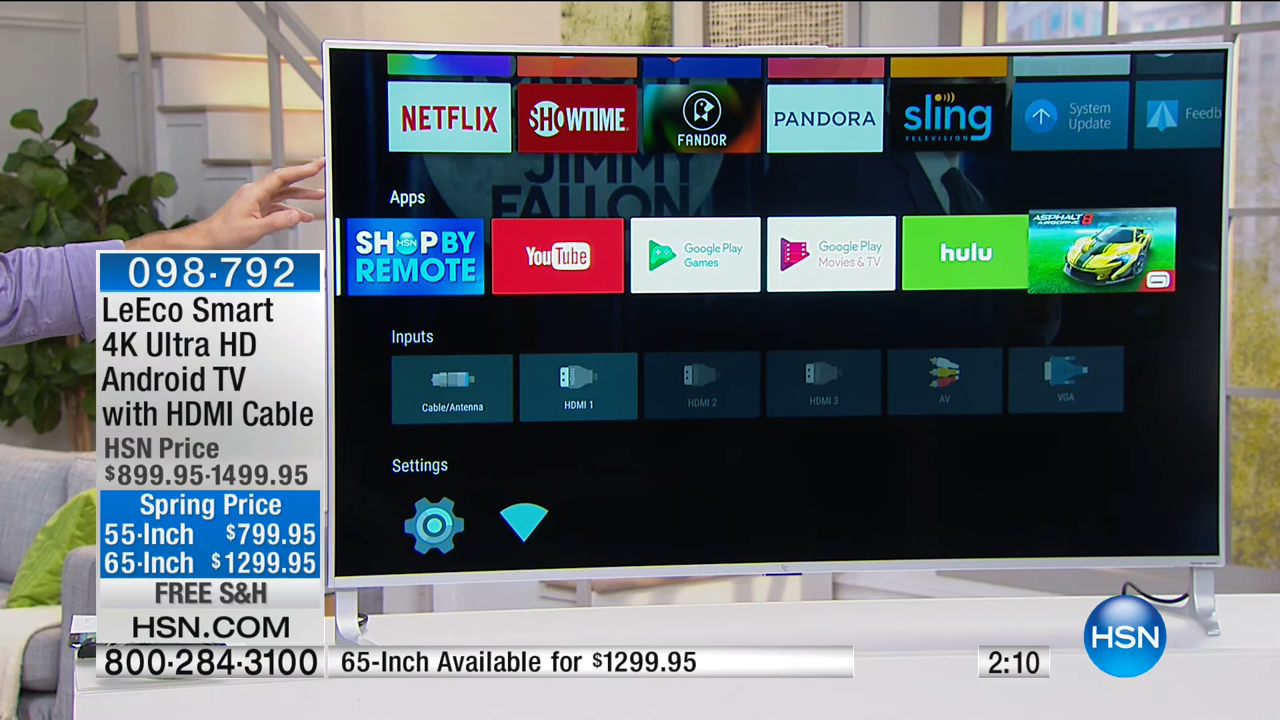 NETFLIX
SHOWTIME
FANDOR
PANDORA
sling
TELEVISION
System
Update
Feedb
JIMMY
FALLON
Apps
SHOP BY
HSN
REMOTE
YouTube
Google Play
Games
Google Play
Movies & TV
hulu
ASPHALT 8
AIRBORNE
Inputs
Cable/Antenna
HDMI 1
HDMI 2
HDMI 3
AV
VGA
Settings
098-792
LeEco Smart
4K Ultra HD
Android TV
with HDMI Cable
HSN Price
$899.95-1499.95
Spring Price
55-Inch $799.95
65-Inch $1299.95
FREE S&H
HSN.COM
800-284-3100
65-Inch Available for $1299.95
2:10
HSN